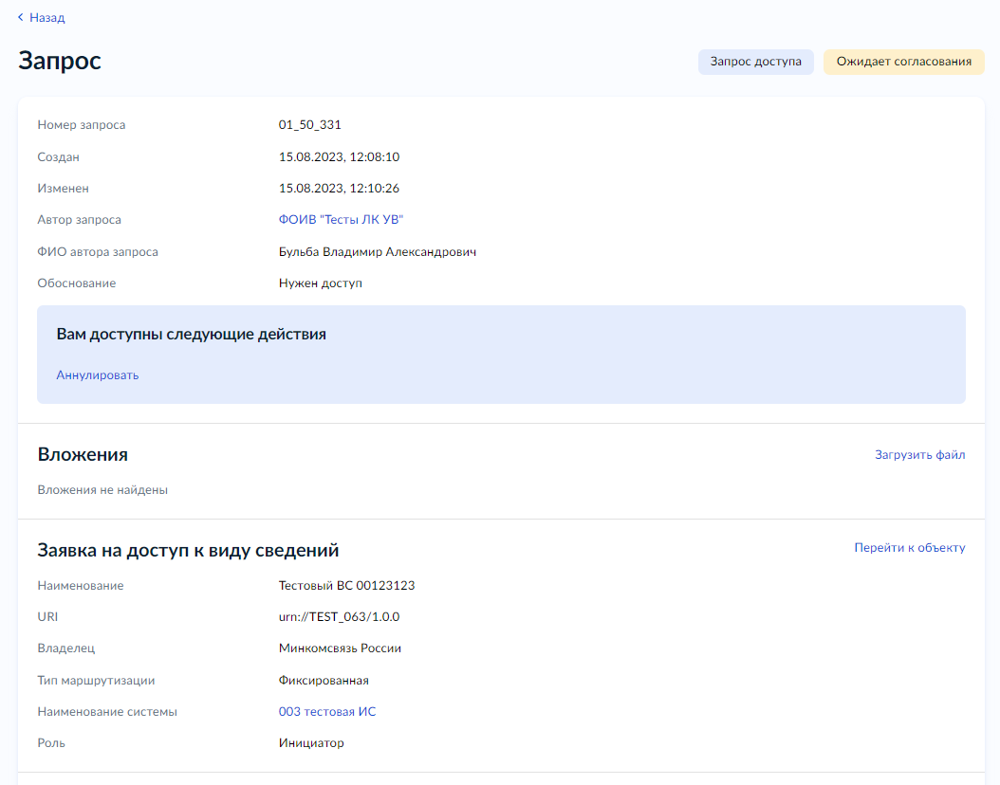 Назад
Запрос
Запрос доступа
Ожидает согласования
Номер запроса 01_50_331
Создан 15.08.2023, 12:08:10
Изменен 15.08.2023, 12:10:26
Автор запроса ФОИВ "Тесты ЛК УВ"
ФИО автора запроса Бульба Владимир Александрович
Обоснование Нужен доступ
Вам доступны следующие действия
Аннулировать
Вложения
Загрузить файл
Вложения не найдены
Заявка на доступ к виду сведений
Перейти к объекту
Наименование Тестовый ВС 00123123
URI urn://TEST_063/1.0.0
Владелец Минкомсвязь России
Тип маршрутизации Фиксированная
Наименование системы 003 тестовая ИС
Роль Инициатор